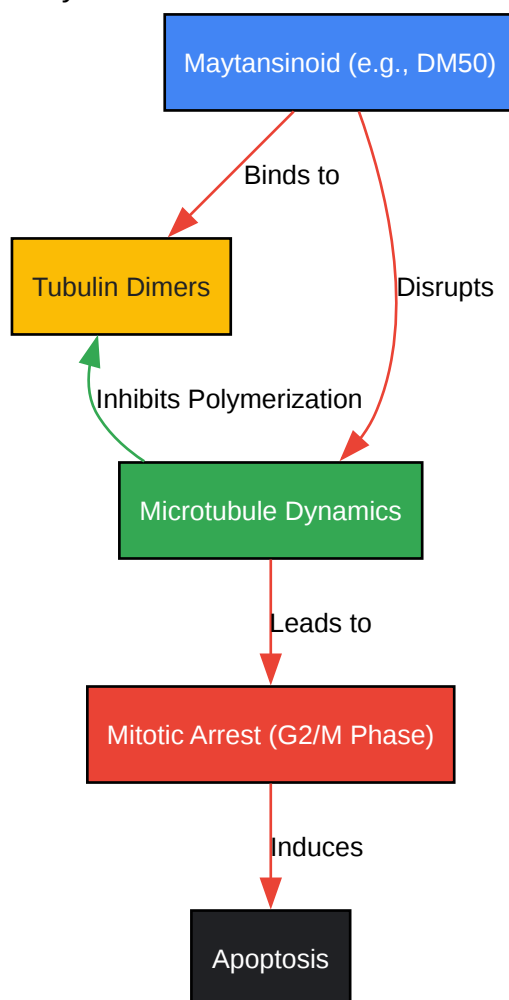 Maytansinoid (e.g., DM50)
Binds to
Tubulin Dimers
Disrupts
Inhibits Polymerization
Microtubule Dynamics
Leads to
Mitotic Arrest (G2/M Phase)
Induces
Apoptosis